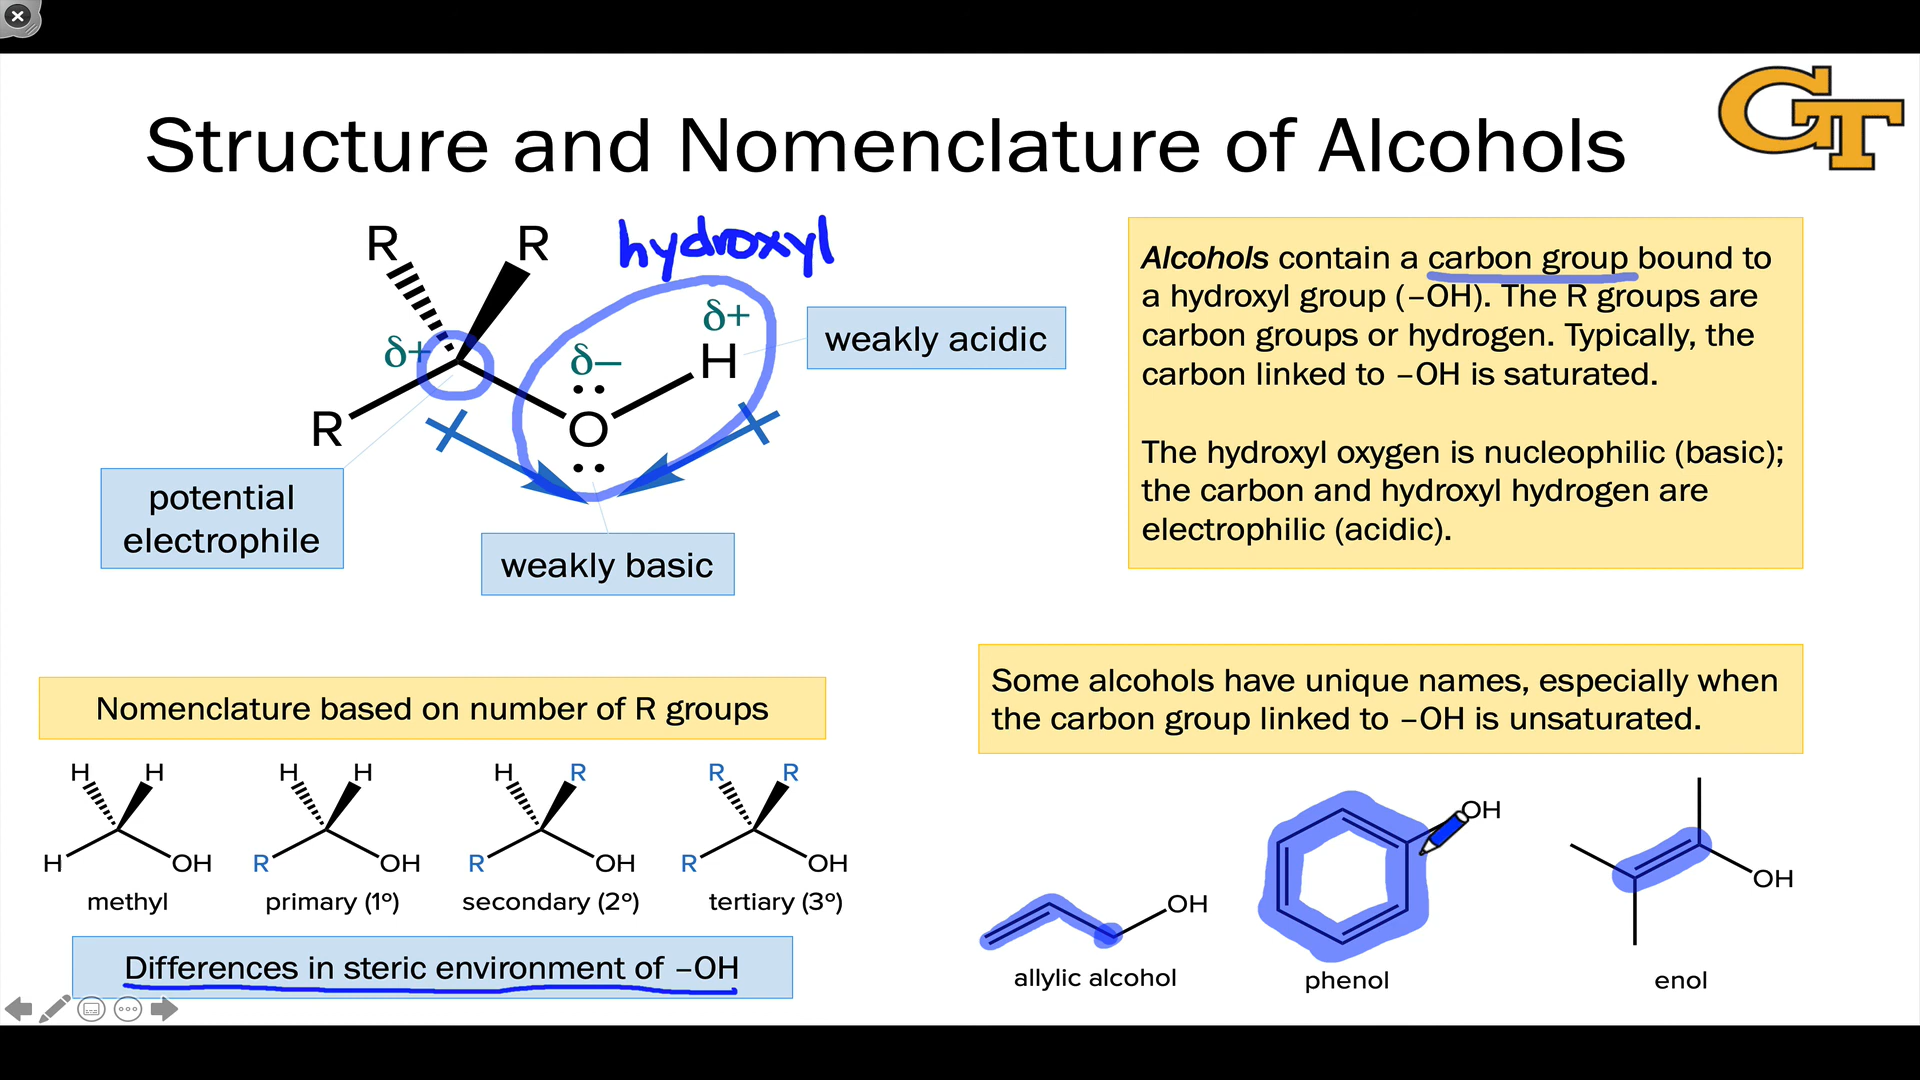 GT
Structure and Nomenclature of Alcohols
hydroxyl
R R
δ+
δ+ δ–
H
R O
weakly acidic
potential
electrophile
weakly basic
Alcohols contain a carbon group bound to
a hydroxyl group (–OH). The R groups are
carbon groups or hydrogen. Typically, the
carbon linked to –OH is saturated.
The hydroxyl oxygen is nucleophilic (basic);
the carbon and hydroxyl hydrogen are
electrophilic (acidic).
Nomenclature based on number of R groups
H H
H OH
methyl
H H
R OH
primary (1º)
H R
R OH
secondary (2º)
R R
R OH
tertiary (3º)
Differences in steric environment of –OH
Some alcohols have unique names, especially when
the carbon group linked to –OH is unsaturated.
OH
allylic alcohol
OH
phenol
OH
enol